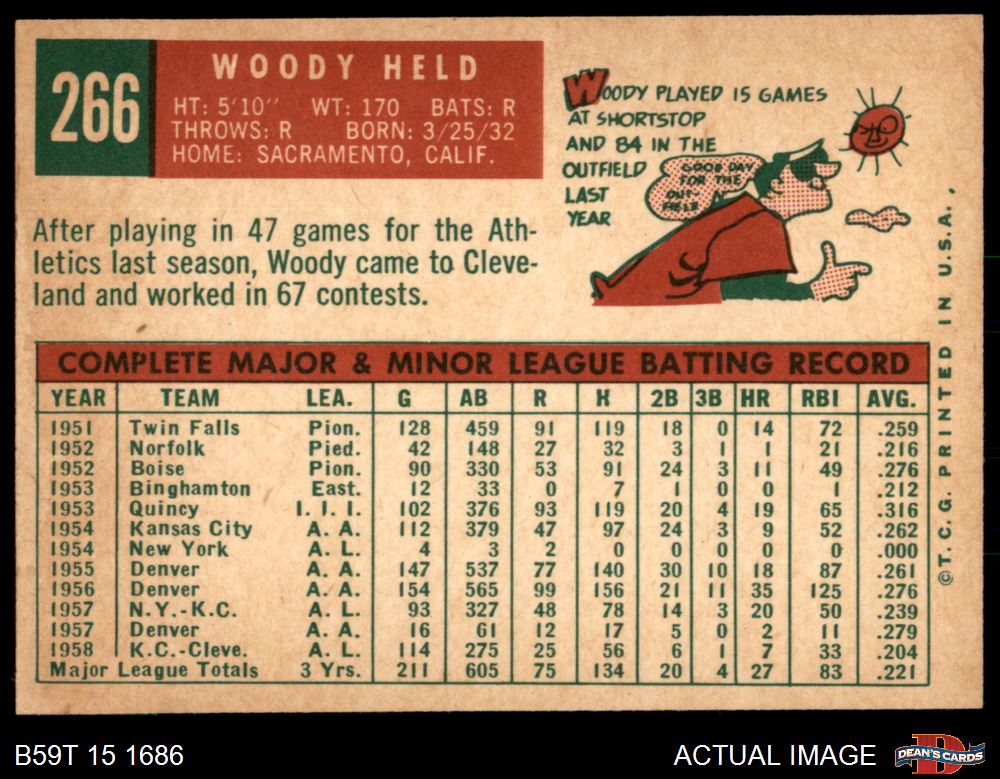 266
WOODY HELD
HT: 5'10" WT: 170 BATS: R
THROWS: R BORN: 3/25/32
HOME: SACRAMENTO, CALIF.
WOODY PLAYED 15 GAMES
AT SHORTSTOP
AND 84 IN THE
OUTFIELD
LAST
YEAR
GOOD DAY
FOR THE
OUT-
HELD
After playing in 47 games for the Ath-
letics last season, Woody came to Cleve-
land and worked in 67 contests.
COMPLETE MAJOR & MINOR LEAGUE BATTING RECORD
YEAR TEAM LEA. G AB R H 2B 3B HR RBI AVG.
1951 Twin Falls Pion. 128 459 91 119 18 0 14 72 .259
1952 Norfolk Pied. 42 148 27 32 3 1 1 21 .216
1952 Boise Pion. 90 330 53 91 24 3 11 49 .276
1953 Binghamton East. 12 33 0 7 1 0 0 1 .212
1953 Quincy I. I. I. 102 376 93 119 20 4 19 65 .316
1954 Kansas City A. A. 112 379 47 97 24 3 9 52 .262
1954 New York A. L. 4 3 2 0 0 0 0 0 .000
1955 Denver A. A. 147 537 77 140 30 10 18 87 .261
1956 Denver A. A. 154 565 99 156 21 11 35 125 .276
1957 N.Y.-K.C. A. L. 93 327 48 78 14 3 20 50 .239
1957 Denver A. A. 16 61 12 17 5 0 2 11 .279
1958 K.C.-Cleve. A. L. 114 275 25 56 6 1 7 33 .204
Major League Totals 3 Yrs. 211 605 75 134 20 4 27 83 .221
© T. C. G. PRINTED IN U.S.A.
B59T 15 1686
ACTUAL IMAGE
D
DEAN'S CARDS